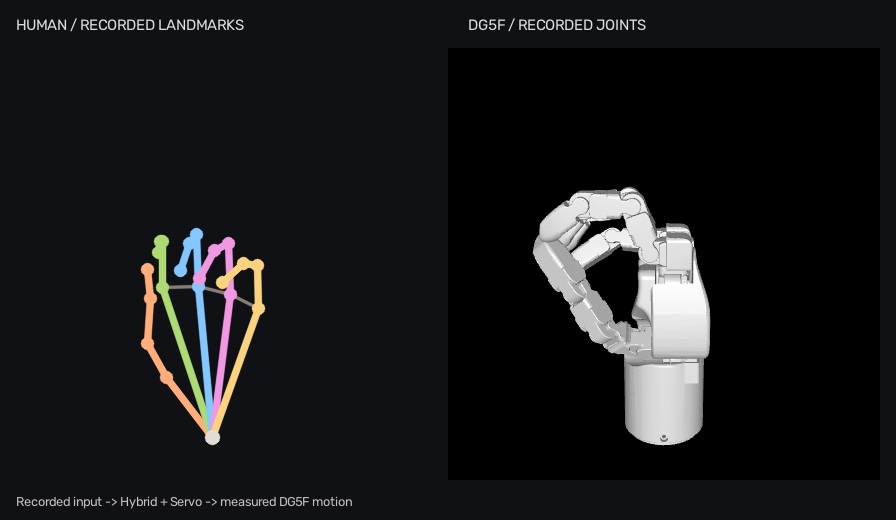 HUMAN / RECORDED LANDMARKS
DG5F / RECORDED JOINTS
Recorded input -> Hybrid + Servo -> measured DG5F motion